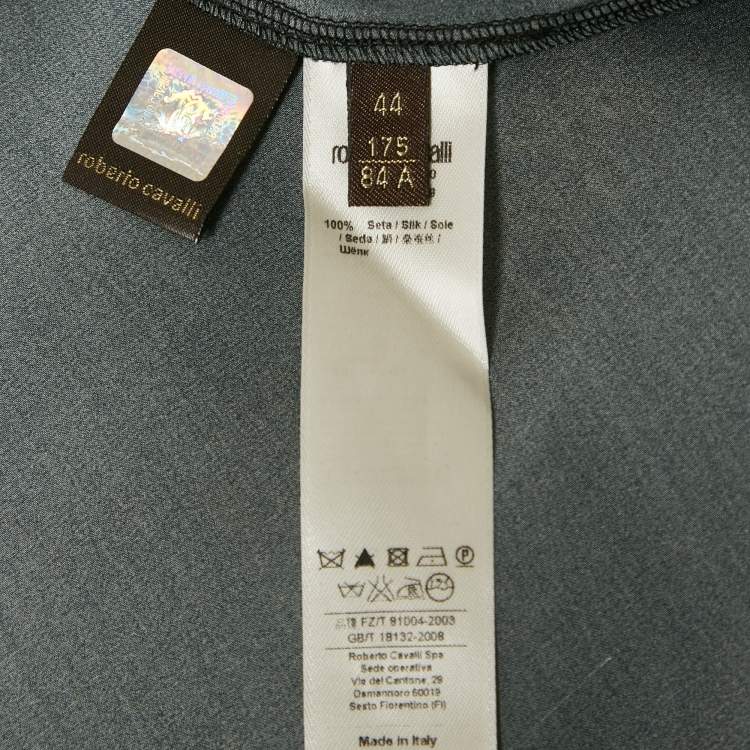 roberto cavalli
44
175
84 A
100% Seta / Silk / Soie
/ Seda / 絹 / 桑蚕丝 /
Шёлк
P
FZ/T 81004-2003
GB/T 18132-2008
Roberto Cavalli Spa
Sede operativa
Via del Cantone, 29
Osmannoro 50019
Sesto Fiorentino (FI)
Made in Italy